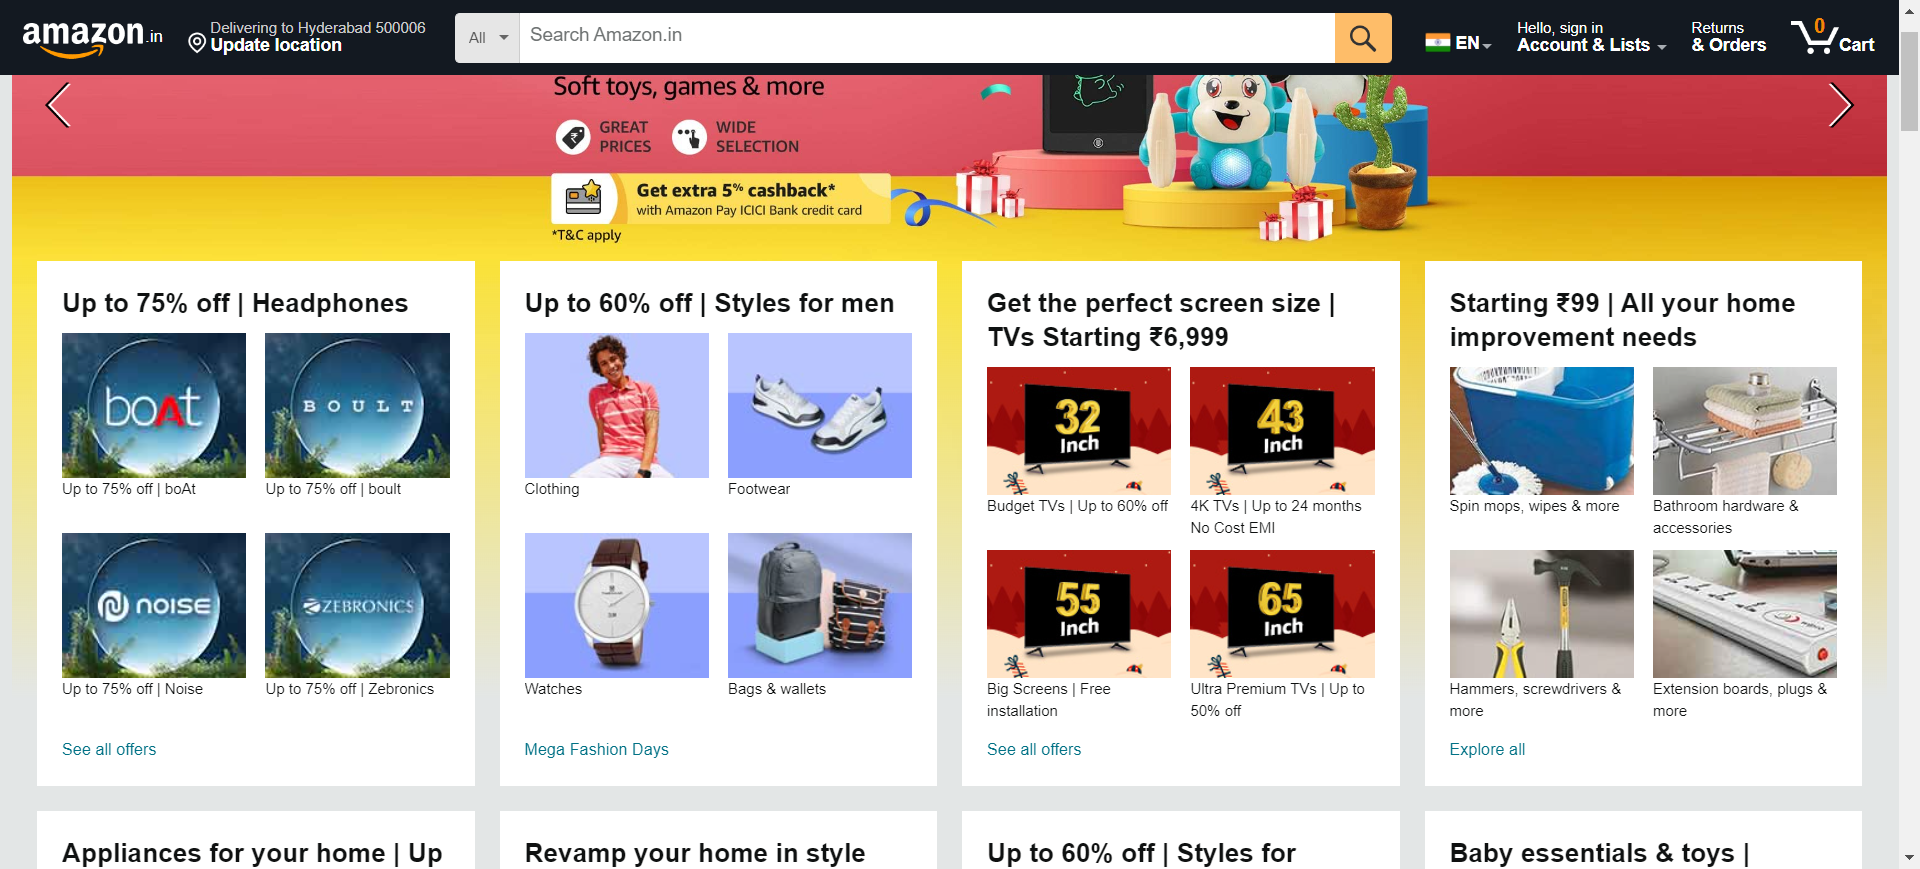 amazon.in
Delivering to Hyderabad 500006
Update location
All
Search Amazon.in
EN
Hello, sign in
Account & Lists
Returns
& Orders
0
Cart
Soft toys, games & more
GREAT
PRICES
WIDE
SELECTION
Get extra 5% cashback*
with Amazon Pay ICICI Bank credit card
*T&C apply
Up to 75% off | Headphones
boAt
BOULT
Up to 75% off | boAt
Up to 75% off | boult
NOISE
ZEBRONICS
Up to 75% off | Noise
Up to 75% off | Zebronics
See all offers
Up to 60% off | Styles for men
Clothing
Footwear
Watches
Bags & wallets
Mega Fashion Days
Get the perfect screen size |
TVs Starting ₹6,999
32
Inch
43
Inch
Budget TVs | Up to 60% off
4K TVs | Up to 24 months
No Cost EMI
55
Inch
65
Inch
Big Screens | Free
installation
Ultra Premium TVs | Up to
50% off
See all offers
Starting ₹99 | All your home
improvement needs
Spin mops, wipes & more
Bathroom hardware &
accessories
Hammers, screwdrivers &
more
Extension boards, plugs &
more
Explore all
Appliances for your home | Up
Revamp your home in style
Up to 60% off | Styles for
Baby essentials & toys |